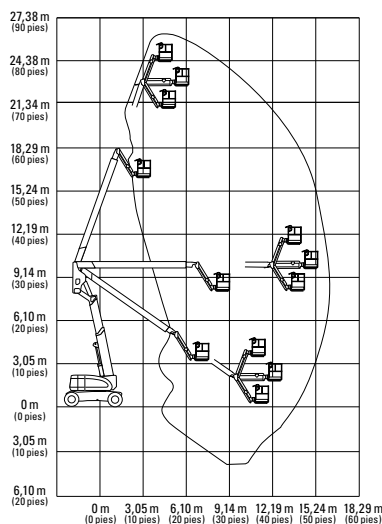 27,38 m
(90 pies)
24,38 m
(80 pies)
21,34 m
(70 pies)
18,29 m
(60 pies)
15,24 m
(50 pies)
12,19 m
(40 pies)
9,14 m
(30 pies)
6,10 m
(20 pies)
3,05 m
(10 pies)
0 m
(0 pies)
3,05 m
(10 pies)
6,10 m
(20 pies)
0 m 3,05 m 6,10 m 9,14 m 12,19 m 15,24 m 18,29 m
(0 pies) (10 pies) (20 pies) (30 pies) (40 pies) (50 pies) (60 pies)